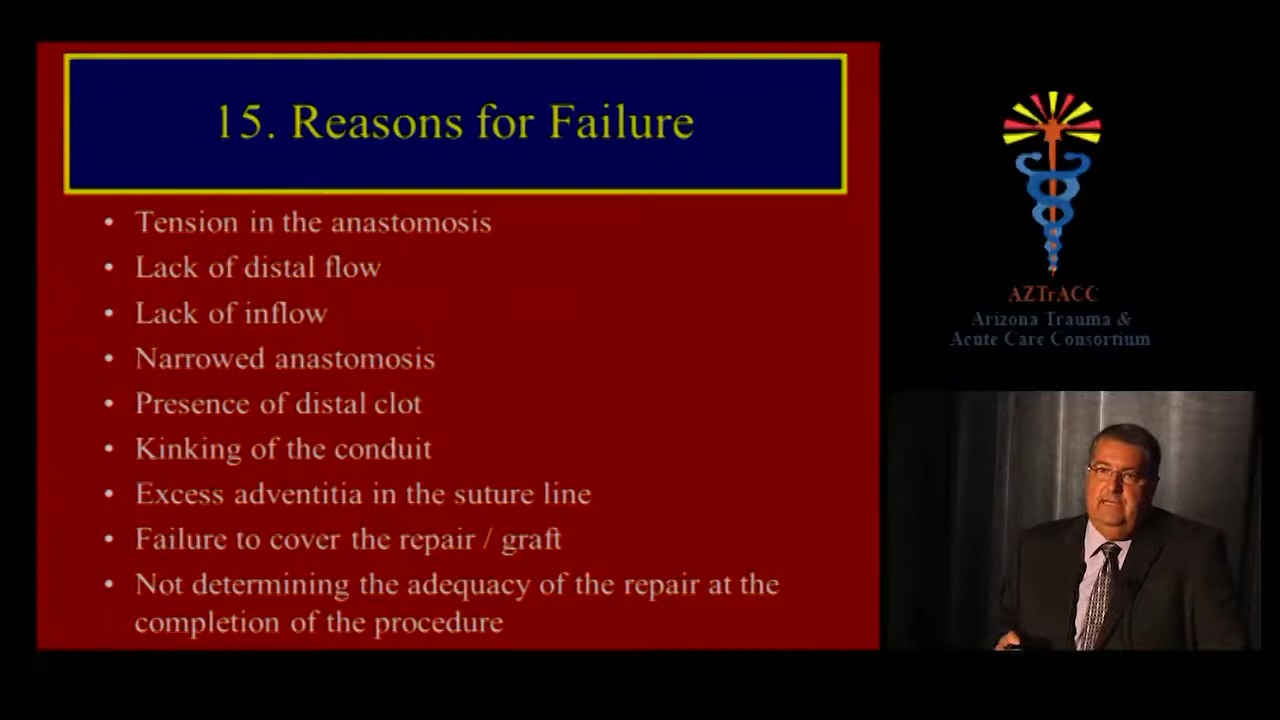 15. Reasons for Failure
• Tension in the anastomosis
• Lack of distal flow
• Lack of inflow
• Narrowed anastomosis
• Presence of distal clot
• Kinking of the conduit
• Excess adventitia in the suture line
• Failure to cover the repair / graft
• Not determining the adequacy of the repair at the
completion of the procedure
AZTrACC
Arizona Trauma &
Acute Care Consortium